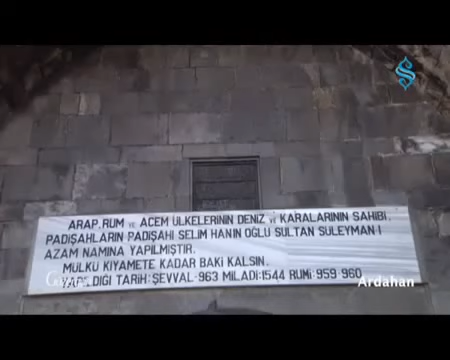 ARAP, RUM VE ACEM ÜLKELERİNİN DENİZ VE KARALARININ SAHİBİ,
PADİŞAHLARIN PADİŞAHI SELİM HANIN OĞLU SULTAN SÜLEYMAN-I
AZAM NAMINA YAPILMIŞTIR.
MÜLKÜ KIYAMETE KADAR BAKİ KALSIN.
YAPILDIĞI TARİH: ŞEVVAL-963 MİLADİ:1544 RUMİ:959-960
Ardahan